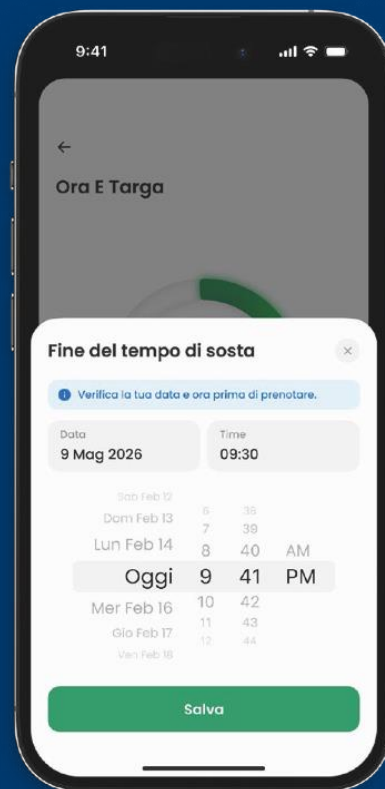 9:41
Ora E Targa
Fine del tempo di sosta
Verifica la tua data e ora prima di prenotare.
Data
9 Mag 2026
Time
09:30
Sab Feb 12
Dom Feb 13 6 38
7 39
Lun Feb 14 8 40 AM
Oggi 9 41 PM
Mer Feb 16 10 42
Gio Feb 17 11 43
Ven Feb 18 12 44
Salva